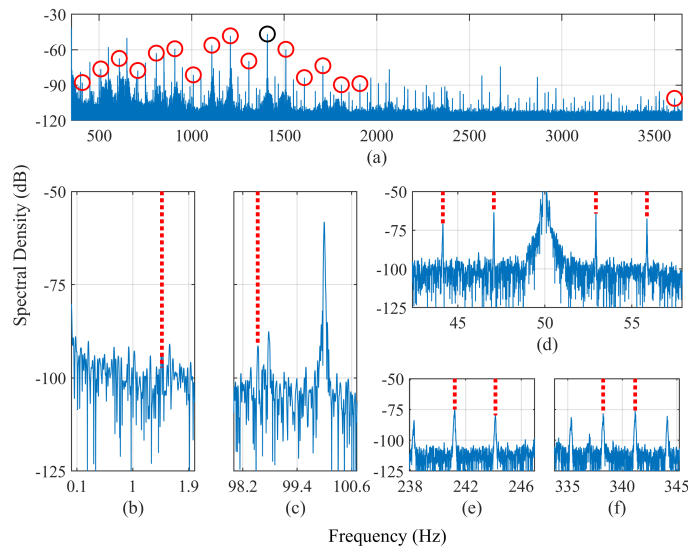 -30
-60
-90
-120
500 1000 1500 2000 2500 3000 3500
(a)
Spectral Density (dB)
-50
-75
-100
-125
0.1 1 1.9
(b)
98.2 99.4 100.6
(c)
-50
-75
-100
-125
45 50 55
(d)
-50
-75
-100
-125
238 242 246
(e)
335 340 345
(f)
Frequency (Hz)